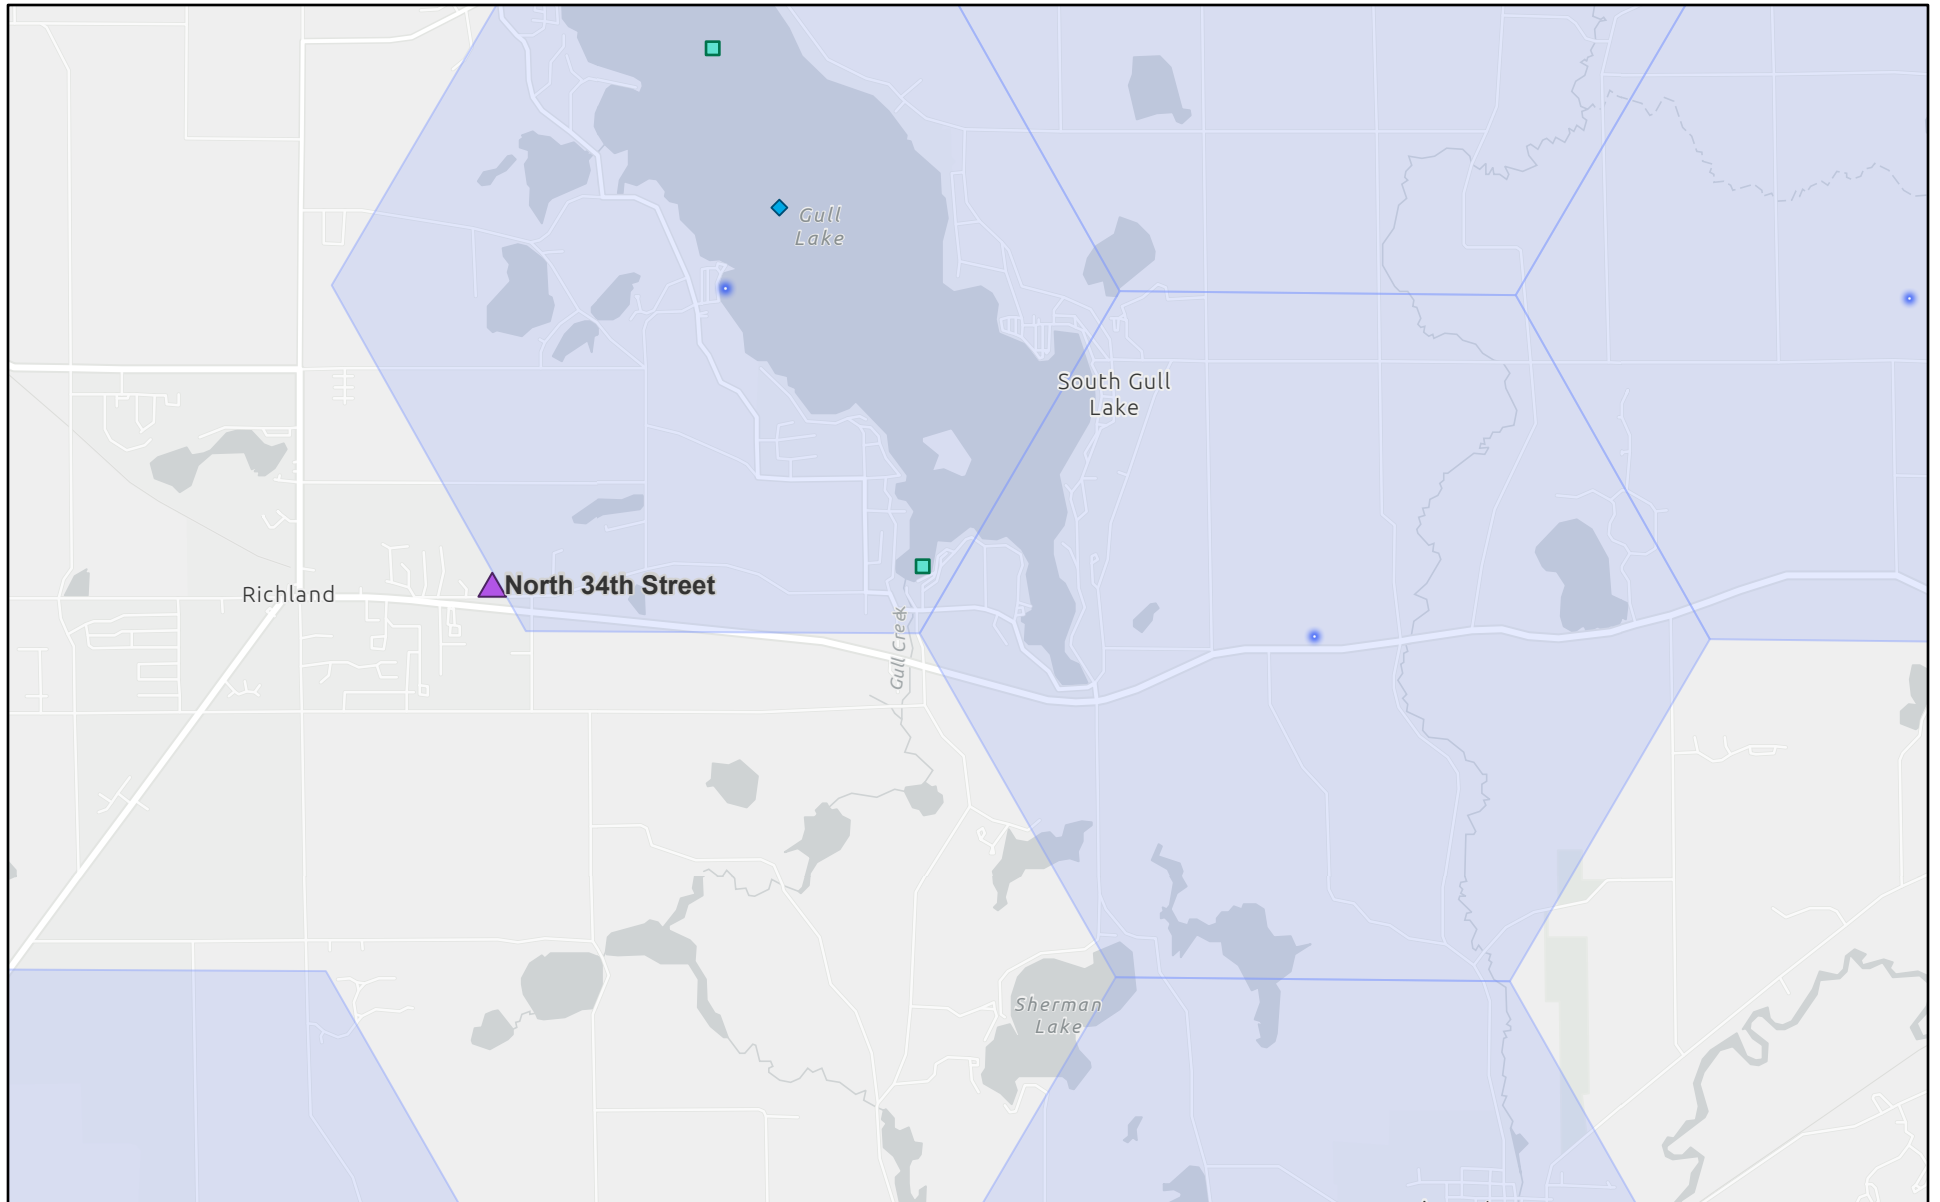 Gull
Lake
South Gull
Lake
Richland
North 34th Street
Gull Creek
Sherman
Lake